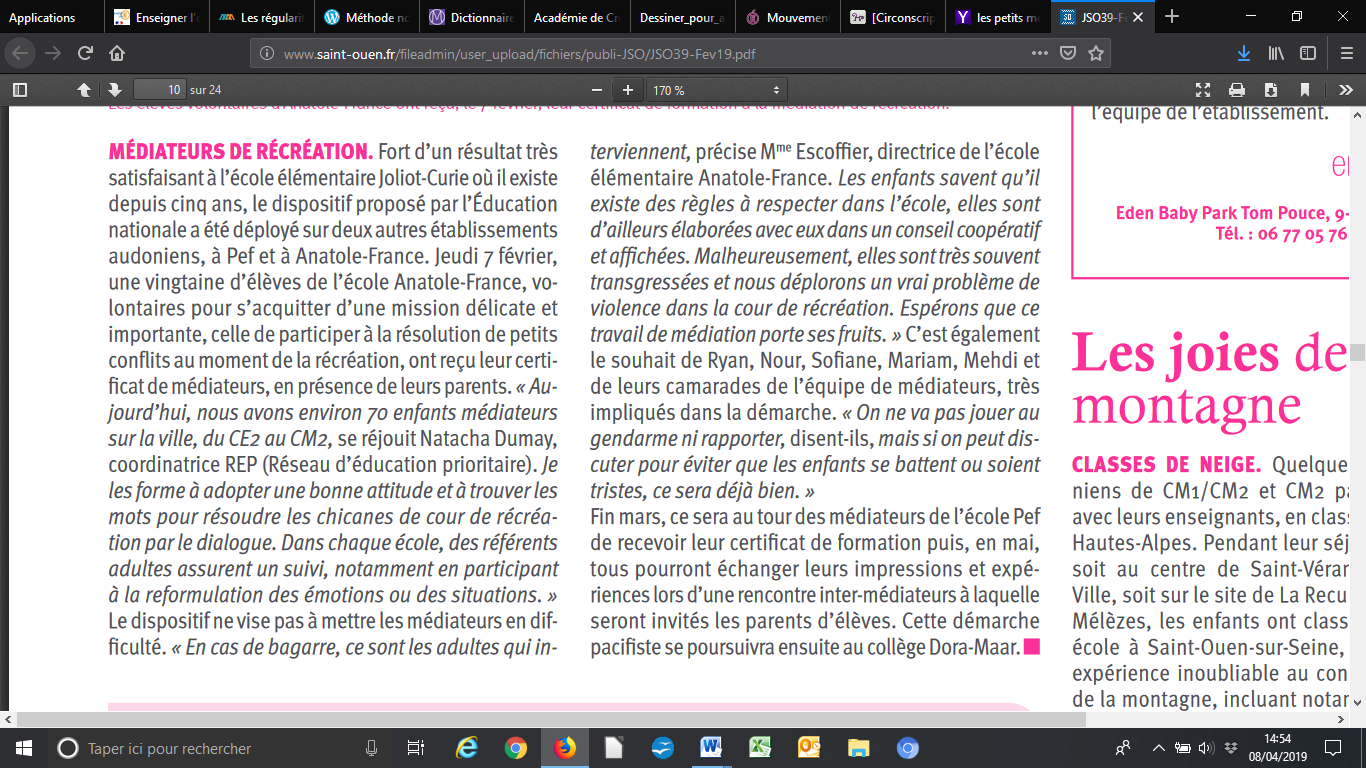 Applications
Enseigner l'
Les régularit
Méthode no
Dictionnaire
Académie de Cr
Dessiner_pour_a
Mouvemen
[Circonscrip
les petits m
JSO39-Fe
www.saint-ouen.fr/fileadmin/user_upload/fichiers/publi-JSO/JSO39-Fev19.pdf
10 sur 24
170 %
Les élèves volontaires d'Anatole-France ont reçu, le 7 février, leur certificat de formation à la médiation de récréation.
MÉDIATEURS DE RÉCRÉATION. Fort d'un résultat très
satisfaisant à l'école élémentaire Joliot-Curie où il existe
depuis cinq ans, le dispositif proposé par l'Éducation
nationale a été déployé sur deux autres établissements
audoniens, à Pef et à Anatole-France. Jeudi 7 février,
une vingtaine d'élèves de l'école Anatole-France, vo-
lontaires pour s'acquitter d'une mission délicate et
importante, celle de participer à la résolution de petits
conflits au moment de la récréation, ont reçu leur certi-
ficat de médiateurs, en présence de leurs parents. « Au-
jourd'hui, nous avons environ 70 enfants médiateurs
sur la ville, du CE2 au CM2, se réjouit Natacha Dumay,
coordinatrice REP (Réseau d'éducation prioritaire). Je
les forme à adopter une bonne attitude et à trouver les
mots pour résoudre les chicanes de cour de récréa-
tion par le dialogue. Dans chaque école, des référents
adultes assurent un suivi, notamment en participant
à la reformulation des émotions ou des situations. »
Le dispositif ne vise pas à mettre les médiateurs en dif-
ficulté. « En cas de bagarre, ce sont les adultes qui in-
terviennent, précise Mme Escoffier, directrice de l'école
élémentaire Anatole-France. Les enfants savent qu'il
existe des règles à respecter dans l'école, elles sont
d'ailleurs élaborées avec eux dans un conseil coopératif
et affichées. Malheureusement, elles sont très souvent
transgressées et nous déplorons un vrai problème de
violence dans la cour de récréation. Espérons que ce
travail de médiation porte ses fruits. » C'est également
le souhait de Ryan, Nour, Sofiane, Mariam, Mehdi et
de leurs camarades de l'équipe de médiateurs, très
impliqués dans la démarche. « On ne va pas jouer au
gendarme ni rapporter, disent-ils, mais si on peut dis-
cuter pour éviter que les enfants se battent ou soient
tristes, ce sera déjà bien. »
Fin mars, ce sera au tour des médiateurs de l'école Pef
de recevoir leur certificat de formation puis, en mai,
tous pourront échanger leurs impressions et expé-
riences lors d'une rencontre inter-médiateurs à laquelle
seront invités les parents d'élèves. Cette démarche
pacifiste se poursuivra ensuite au collège Dora-Maar.
l'équipe de l'établissement.
en
Eden Baby Park Tom Pouce, 9-
Tél. : 06 77 05 76
Les joies de
montagne
CLASSES DE NEIGE. Quelque
niens de CM1/CM2 et CM2 pa
avec leurs enseignants, en class
Hautes-Alpes. Pendant leur séj
soit au centre de Saint-Véran
Ville, soit sur le site de La Recu
Mélèzes, les enfants ont class
école à Saint-Ouen-sur-Seine,
expérience inoubliable au con
de la montagne, incluant notar
Taper ici pour rechercher
14:54
08/04/2019